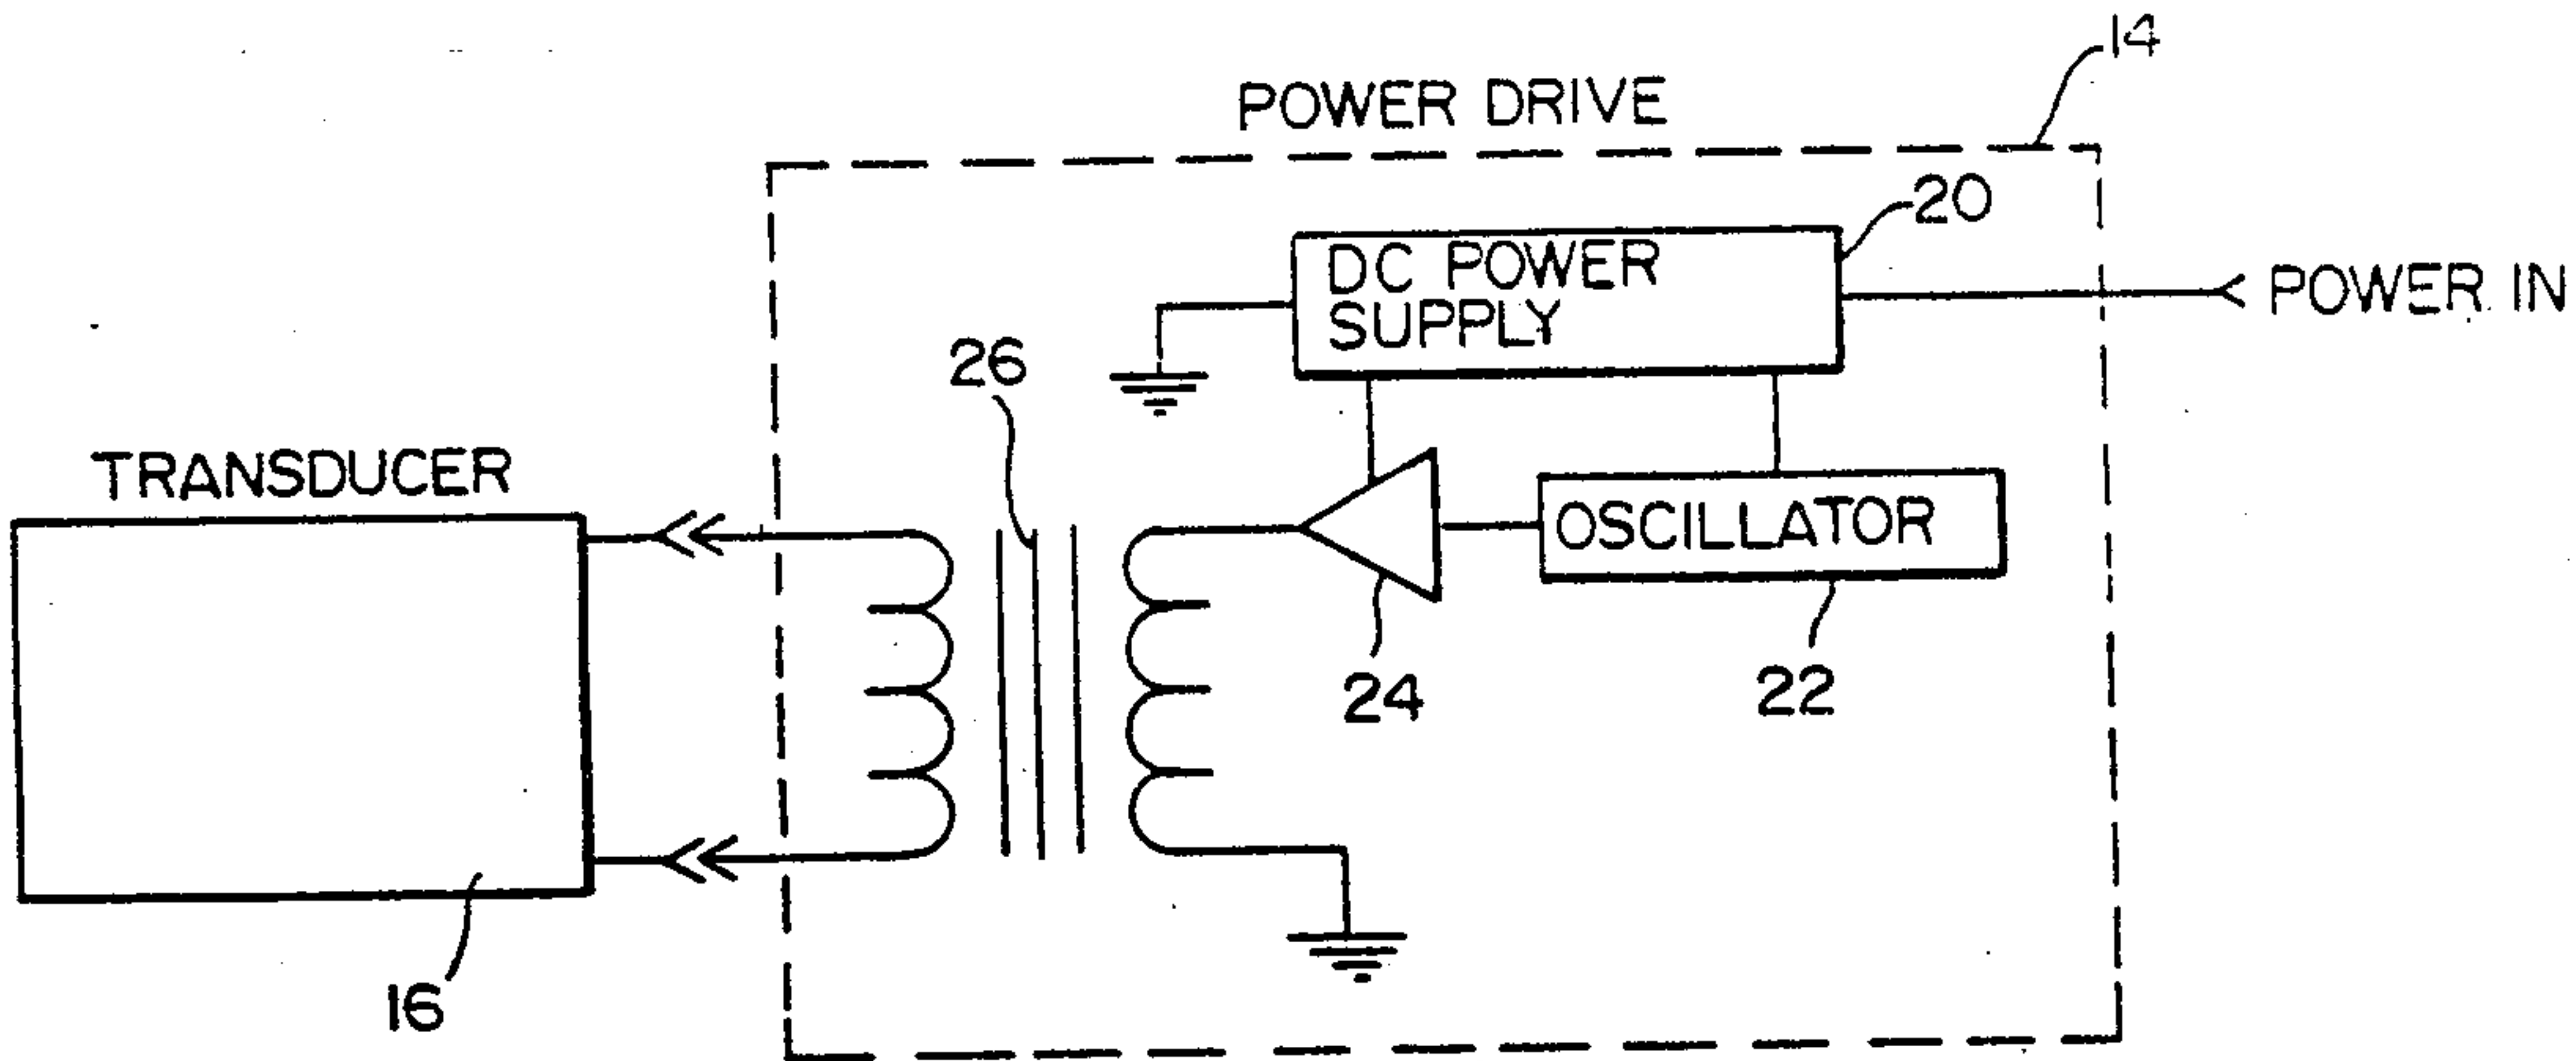 14
POWER DRIVE
20
DC POWER
SUPPLY
POWER IN
26
TRANSDUCER
OSCILLATOR
24
22
16